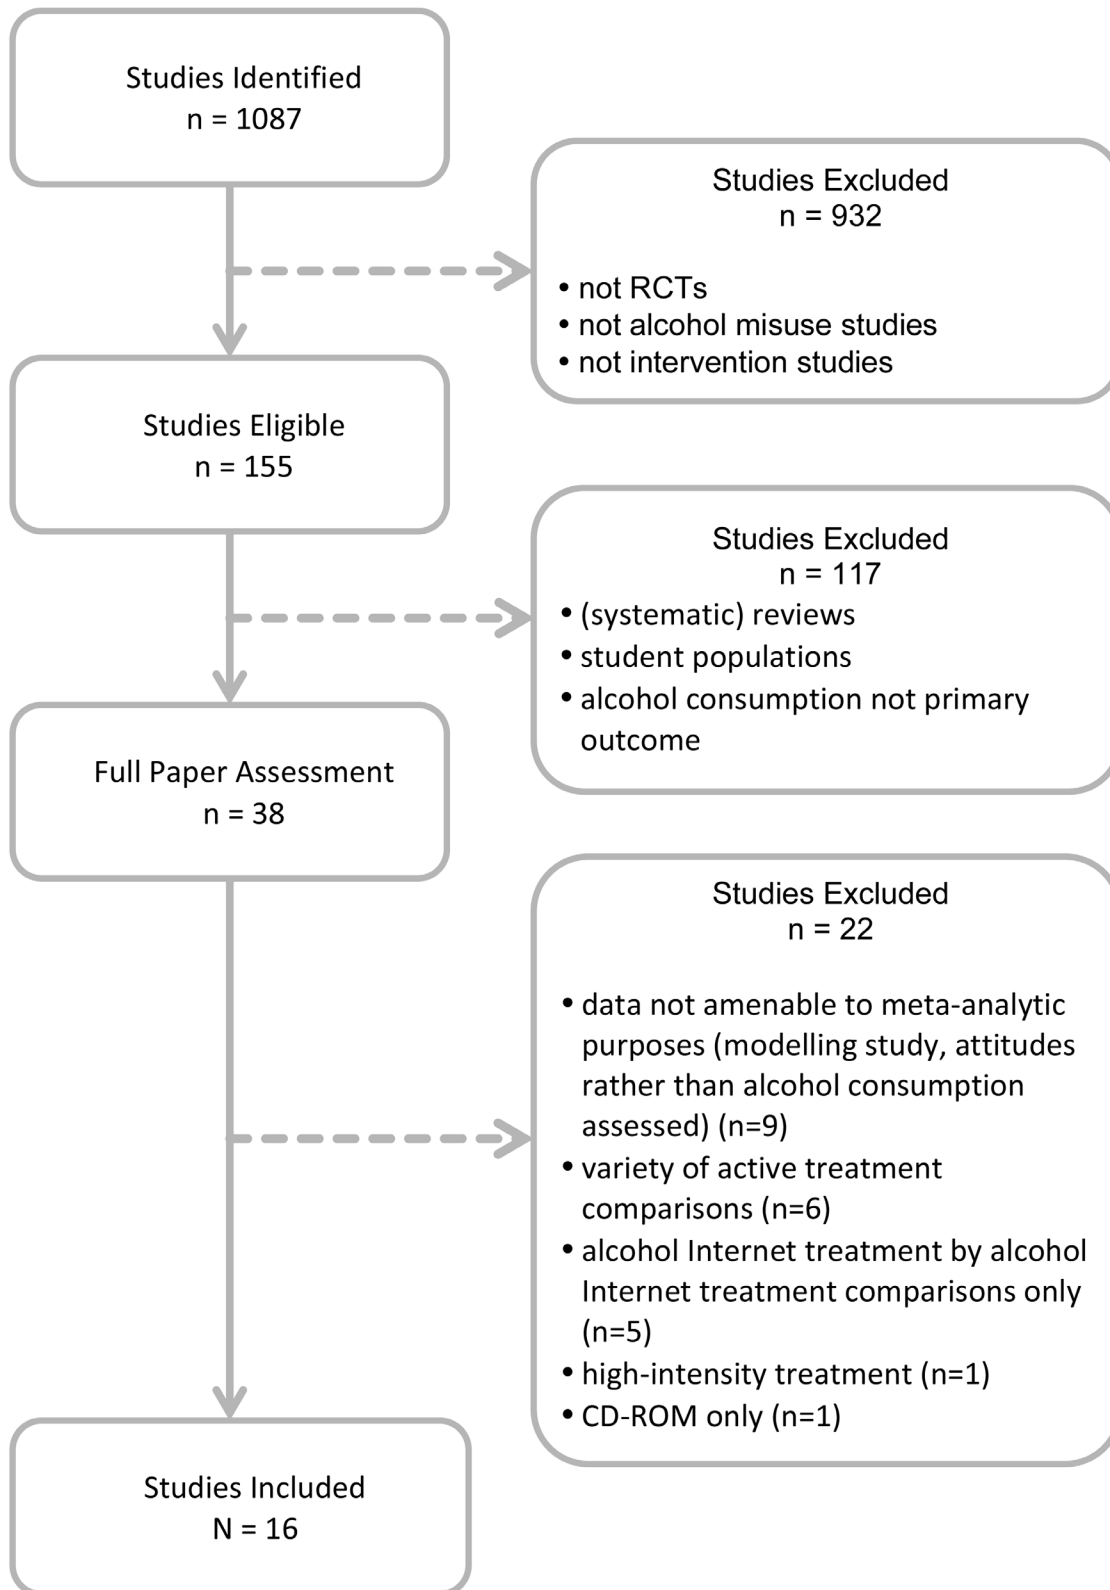 Studies Identified
n = 1087
Studies Excluded
n = 932
• not RCTs
• not alcohol misuse studies
• not intervention studies
Studies Eligible
n = 155
Studies Excluded
n = 117
• (systematic) reviews
• student populations
• alcohol consumption not primary
outcome
Full Paper Assessment
n = 38
Studies Excluded
n = 22
• data not amenable to meta-analytic
purposes (modelling study, attitudes
rather than alcohol consumption
assessed) (n=9)
• variety of active treatment
comparisons (n=6)
• alcohol Internet treatment by alcohol
Internet treatment comparisons only
(n=5)
• high-intensity treatment (n=1)
• CD-ROM only (n=1)
Studies Included
N = 16